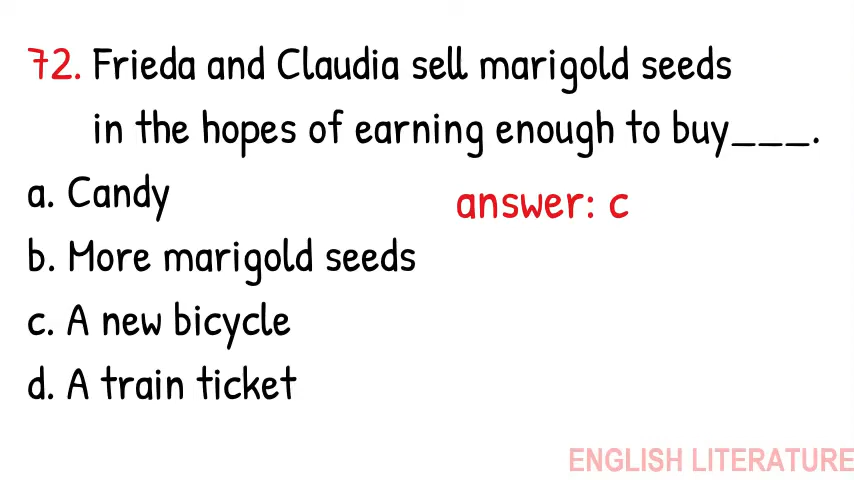 72. Frieda and Claudia sell marigold seeds
in the hopes of earning enough to buy___.
a. Candy
answer: c
b. More marigold seeds
c. A new bicycle
d. A train ticket
ENGLISH LITERATURE